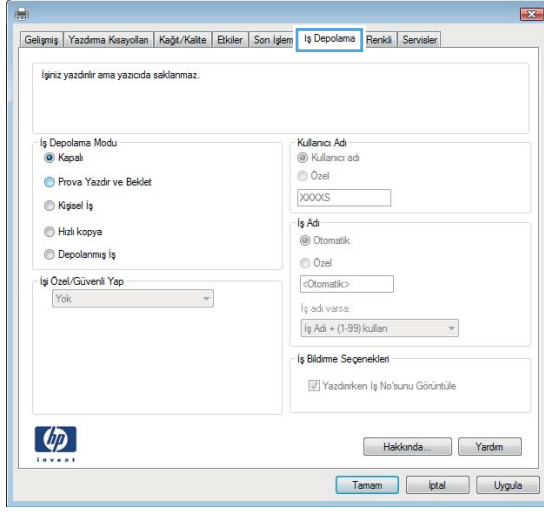 Gelişmiş Yazdırma Kısayolları Kağıt/Kalite Etkiler Son İşlem İş Depolama Renkli Servisler
İşiniz yazdırılır ama yazıcıda saklanmaz.
İş Depolama Modu
Kapalı
Prova Yazdır ve Beklet
Kişisel İş
Hızlı kopya
Depolanmış İş
İşi Özel/Güvenli Yap
Yok
Kullanıcı Adı
Kullanıcı adı
Özel
XXXXS
İş Adı
Otomatik
Özel
<Otomatik>
İş adı varsa:
İş Adı + (1-99) kullan
İş Bildirme Seçenekleri
Yazdırırken İş No'sunu Görüntüle
hp
invent
Hakkında... Yardım
Tamam İptal Uygula